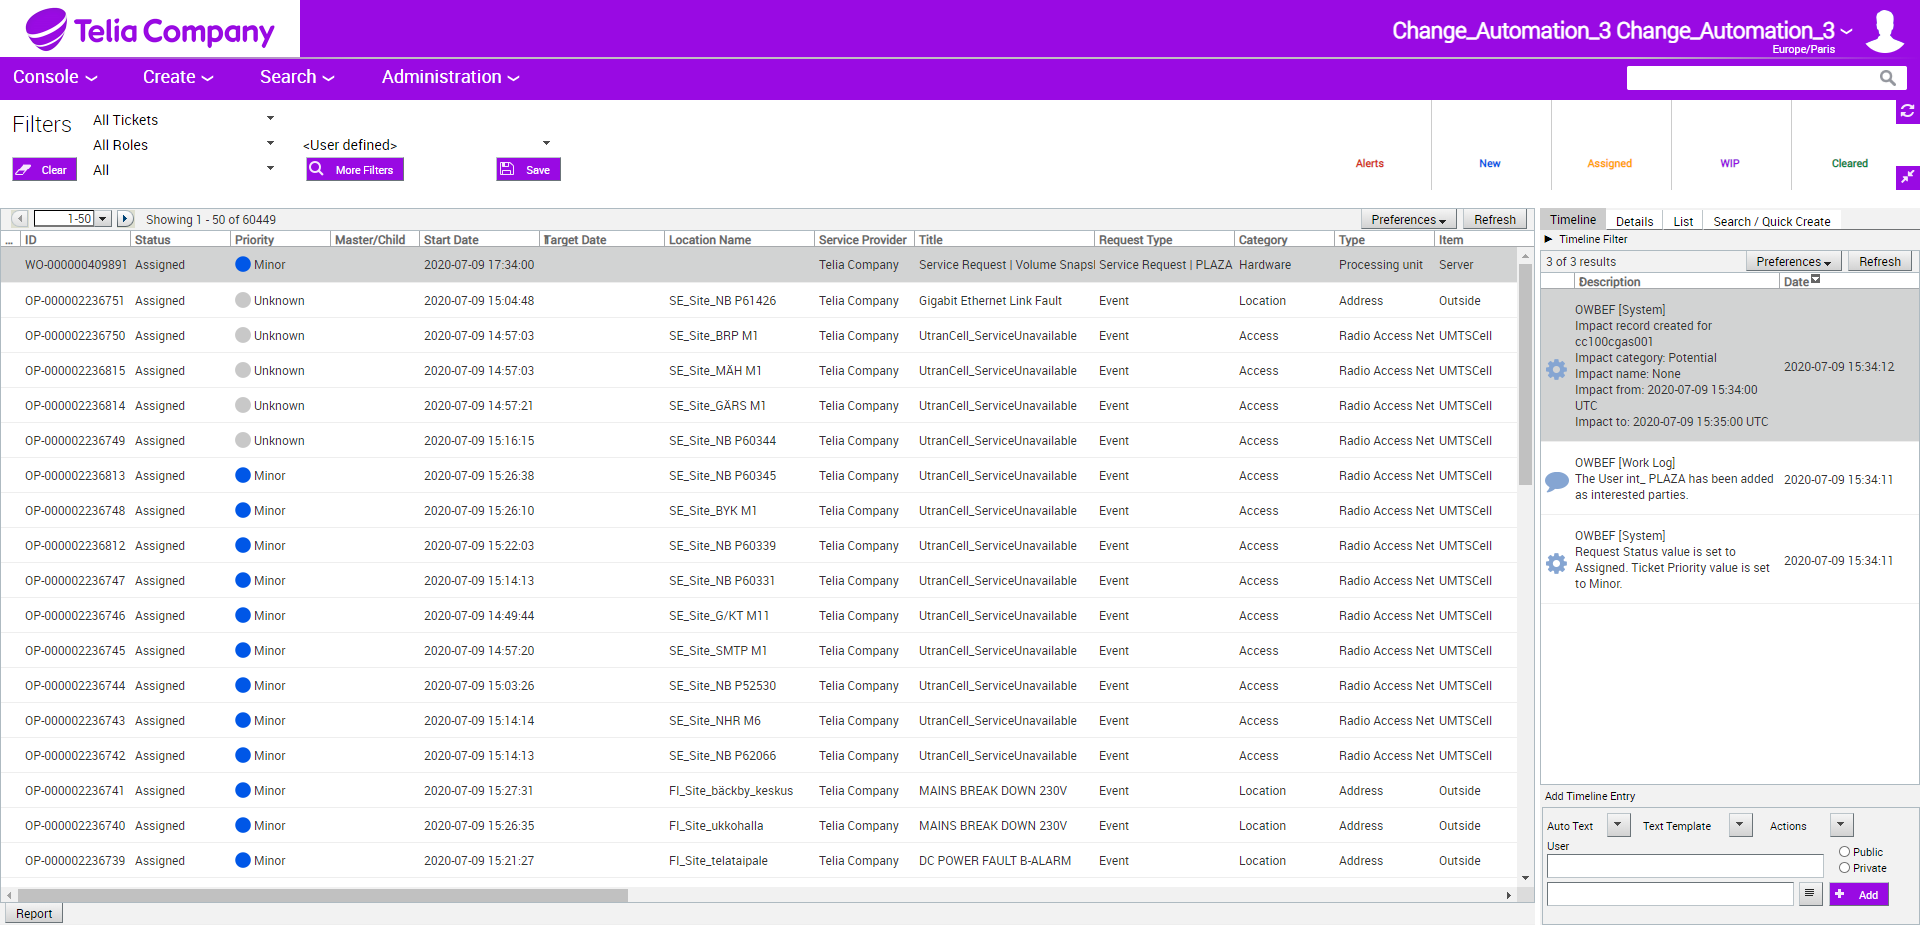 Telia Company
Change_Automation_3 Change_Automation_3
Europe/Paris
Console Create Search Administration
Filters
All Tickets
All Roles <User defined>
Clear All More Filters Save
Alerts New Assigned WIP Cleared
1-50 Showing 1 - 50 of 60449 Preferences Refresh
... ID Status Priority Master/Child Start Date Target Date Location Name Service Provider Title Request Type Category Type Item
WO-000000409891 Assigned Minor 2020-07-09 17:34:00 Telia Company Service Request | Volume Snapsl Service Request | PLAZA Hardware Processing unit Server
OP-000002236751 Assigned Unknown 2020-07-09 15:04:48 SE_Site_NB P61426 Telia Company Gigabit Ethernet Link Fault Event Location Address Outside
OP-000002236750 Assigned Unknown 2020-07-09 14:57:03 SE_Site_BRP M1 Telia Company UtranCell_ServiceUnavailable Event Access Radio Access Net UMTSCell
OP-000002236815 Assigned Unknown 2020-07-09 14:57:03 SE_Site_MÄH M1 Telia Company UtranCell_ServiceUnavailable Event Access Radio Access Net UMTSCell
OP-000002236814 Assigned Unknown 2020-07-09 14:57:21 SE_Site_GÄRS M1 Telia Company UtranCell_ServiceUnavailable Event Access Radio Access Net UMTSCell
OP-000002236749 Assigned Unknown 2020-07-09 15:16:15 SE_Site_NB P60344 Telia Company UtranCell_ServiceUnavailable Event Access Radio Access Net UMTSCell
OP-000002236813 Assigned Minor 2020-07-09 15:26:38 SE_Site_NB P60345 Telia Company UtranCell_ServiceUnavailable Event Access Radio Access Net UMTSCell
OP-000002236748 Assigned Minor 2020-07-09 15:26:10 SE_Site_BYK M1 Telia Company UtranCell_ServiceUnavailable Event Access Radio Access Net UMTSCell
OP-000002236812 Assigned Minor 2020-07-09 15:22:03 SE_Site_NB P60339 Telia Company UtranCell_ServiceUnavailable Event Access Radio Access Net UMTSCell
OP-000002236747 Assigned Minor 2020-07-09 15:14:13 SE_Site_NB P60331 Telia Company UtranCell_ServiceUnavailable Event Access Radio Access Net UMTSCell
OP-000002236746 Assigned Minor 2020-07-09 14:49:44 SE_Site_G/KT M11 Telia Company UtranCell_ServiceUnavailable Event Access Radio Access Net UMTSCell
OP-000002236745 Assigned Minor 2020-07-09 14:57:20 SE_Site_SMTP M1 Telia Company UtranCell_ServiceUnavailable Event Access Radio Access Net UMTSCell
OP-000002236744 Assigned Minor 2020-07-09 15:03:26 SE_Site_NB P52530 Telia Company UtranCell_ServiceUnavailable Event Access Radio Access Net UMTSCell
OP-000002236743 Assigned Minor 2020-07-09 15:14:14 SE_Site_NHR M6 Telia Company UtranCell_ServiceUnavailable Event Access Radio Access Net UMTSCell
OP-000002236742 Assigned Minor 2020-07-09 15:14:13 SE_Site_NB P62066 Telia Company UtranCell_ServiceUnavailable Event Access Radio Access Net UMTSCell
OP-000002236741 Assigned Minor 2020-07-09 15:27:31 FI_Site_bäckby_keskus Telia Company MAINS BREAK DOWN 230V Event Location Address Outside
OP-000002236740 Assigned Minor 2020-07-09 15:26:35 FI_Site_ukkohalla Telia Company MAINS BREAK DOWN 230V Event Location Address Outside
OP-000002236739 Assigned Minor 2020-07-09 15:21:27 FI_Site_telataipale Telia Company DC POWER FAULT B-ALARM Event Location Address Outside
Report
Timeline Details List Search / Quick Create
Timeline Filter
3 of 3 results Preferences Refresh
Description Date
OWBEF [System]
Impact record created for
cc100cgas001
Impact category: Potential
Impact name: None
Impact from: 2020-07-09 15:34:00
UTC
Impact to: 2020-07-09 15:35:00 UTC
2020-07-09 15:34:12
OWBEF [Work Log]
The User int_ PLAZA has been added
as interested parties.
2020-07-09 15:34:11
OWBEF [System]
Request Status value is set to
Assigned. Ticket Priority value is set
to Minor.
2020-07-09 15:34:11
Add Timeline Entry
Auto Text Text Template Actions
User
Public
Private
Add